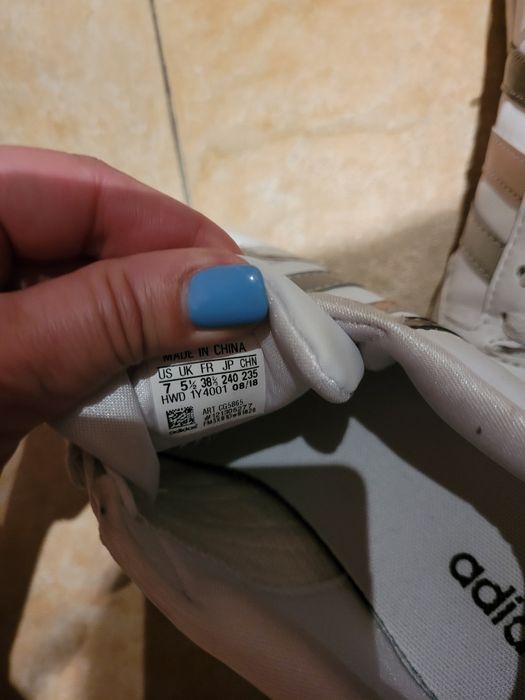 MADE IN CHINA
US UK FR JP CHN
7 5½ 38⅔ 240 235
HWD 1Y4001 08/18
ART CG5865
adidas
adid